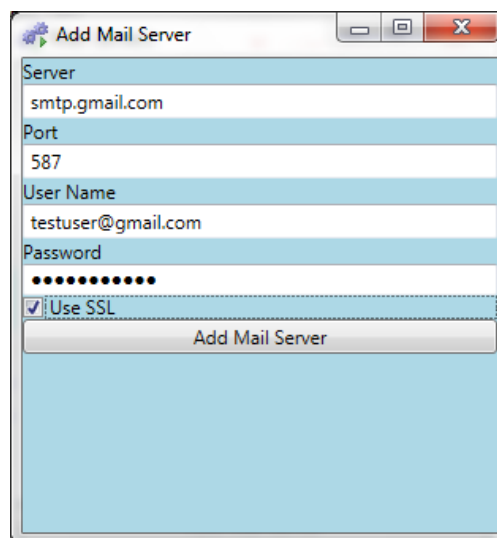 Add Mail Server
Server
smtp.gmail.com
Port
587
User Name
testuser@gmail.com
Password
●●●●●●●●●●●
Use SSL
Add Mail Server